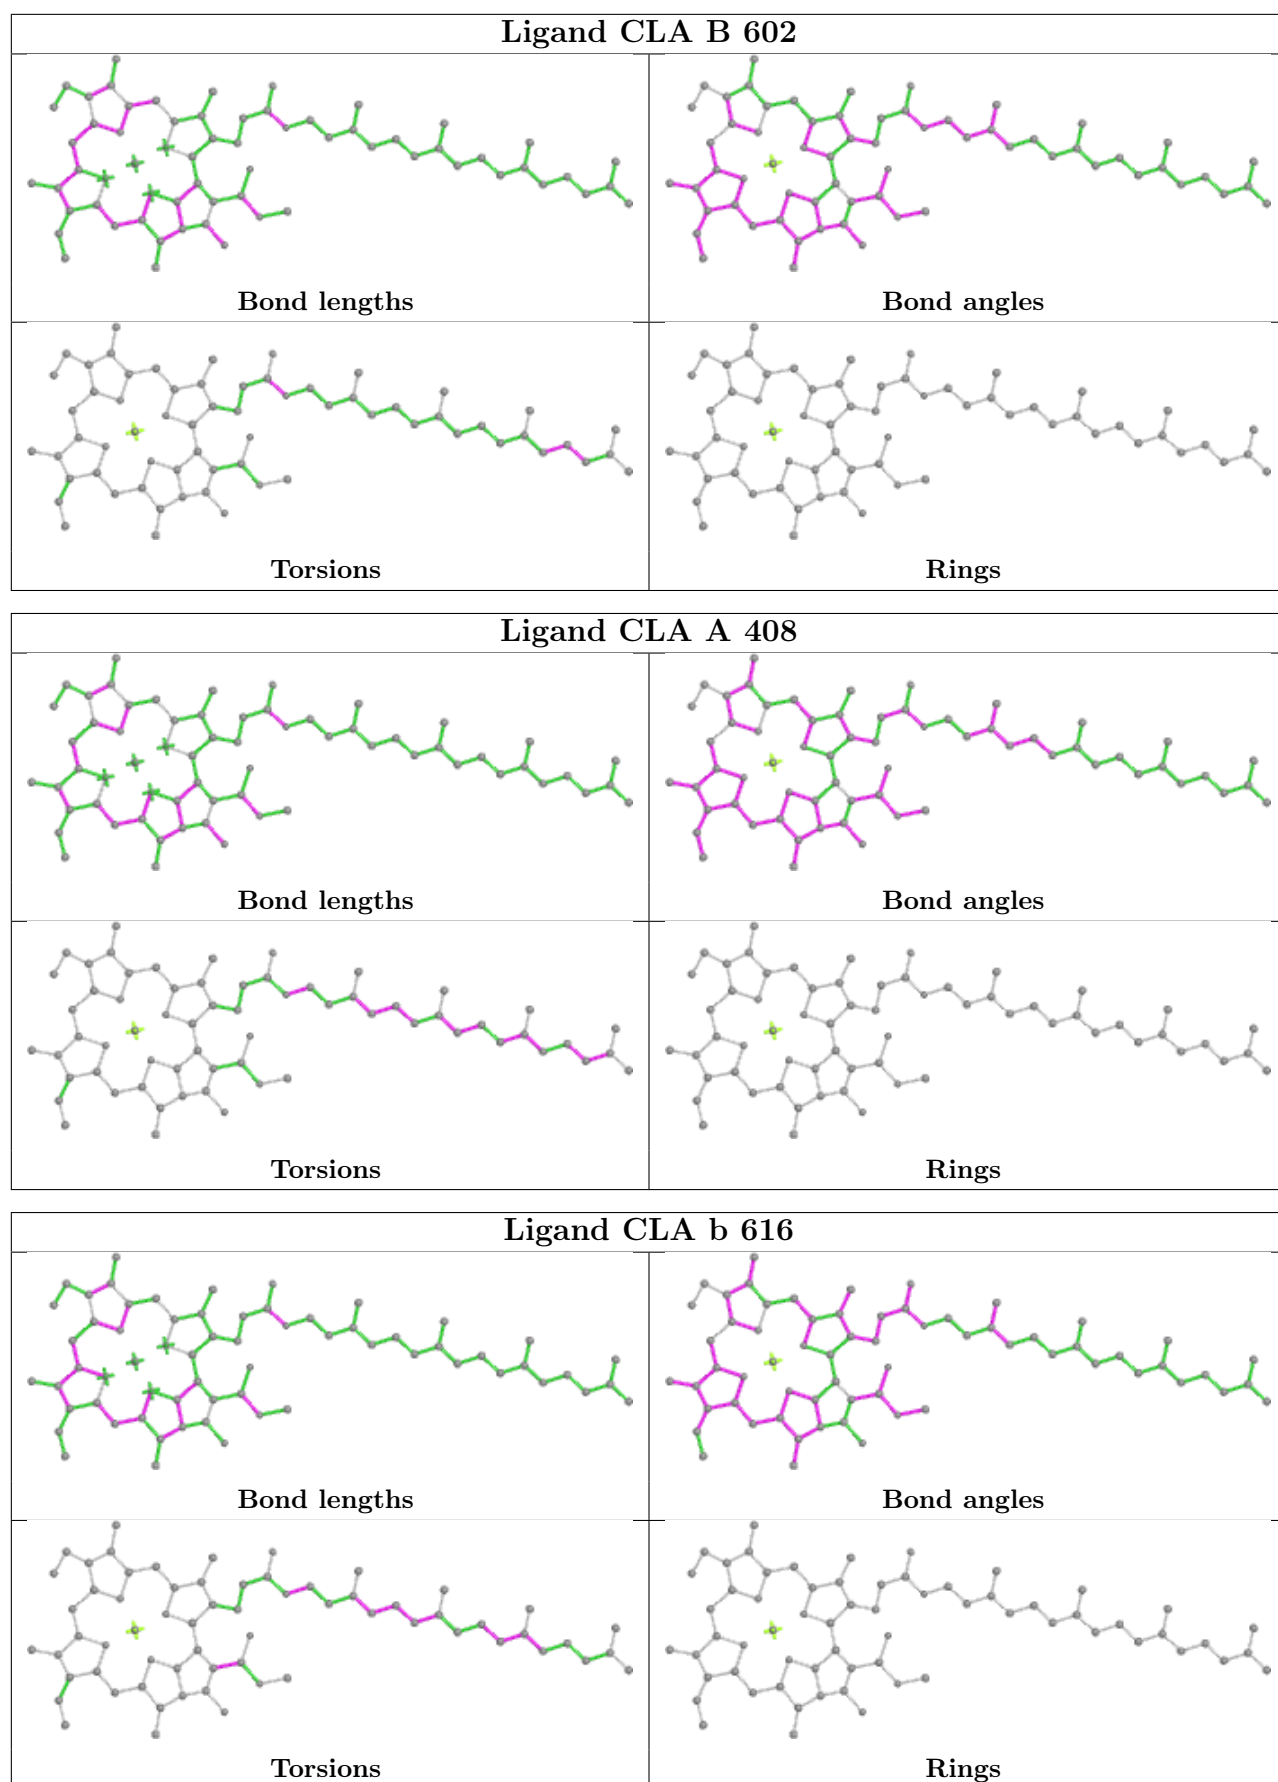 Ligand CLA B 602
Bond lengths
Bond angles
Torsions
Rings
Ligand CLA A 408
Bond lengths
Bond angles
Torsions
Rings
Ligand CLA b 616
Bond lengths
Bond angles
Torsions
Rings